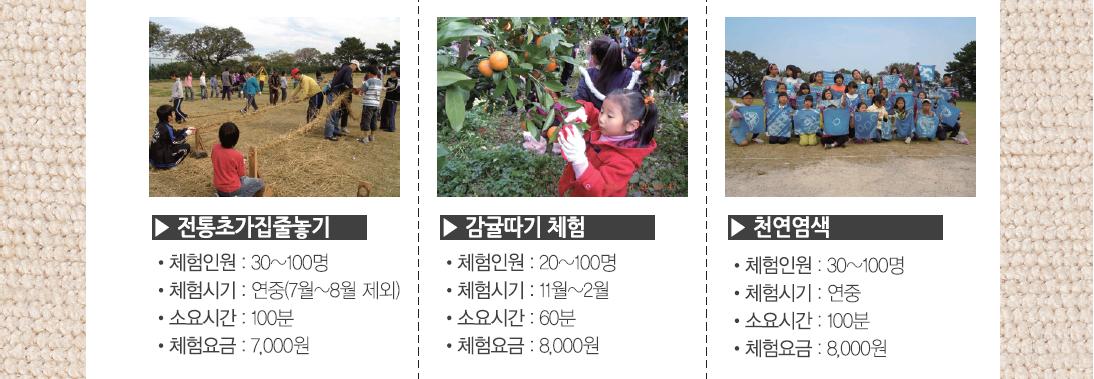 ▶ 전통초가집줄놓기
• 체험인원 : 30~100명
• 체험시기 : 연중(7월~8월 제외)
• 소요시간 : 100분
• 체험요금 : 7,000원
▶ 감귤따기 체험
• 체험인원 : 20~100명
• 체험시기 : 11월~2월
• 소요시간 : 60분
• 체험요금 : 8,000원
▶ 천연염색
• 체험인원 : 30~100명
• 체험시기 : 연중
• 소요시간 : 100분
• 체험요금 : 8,000원